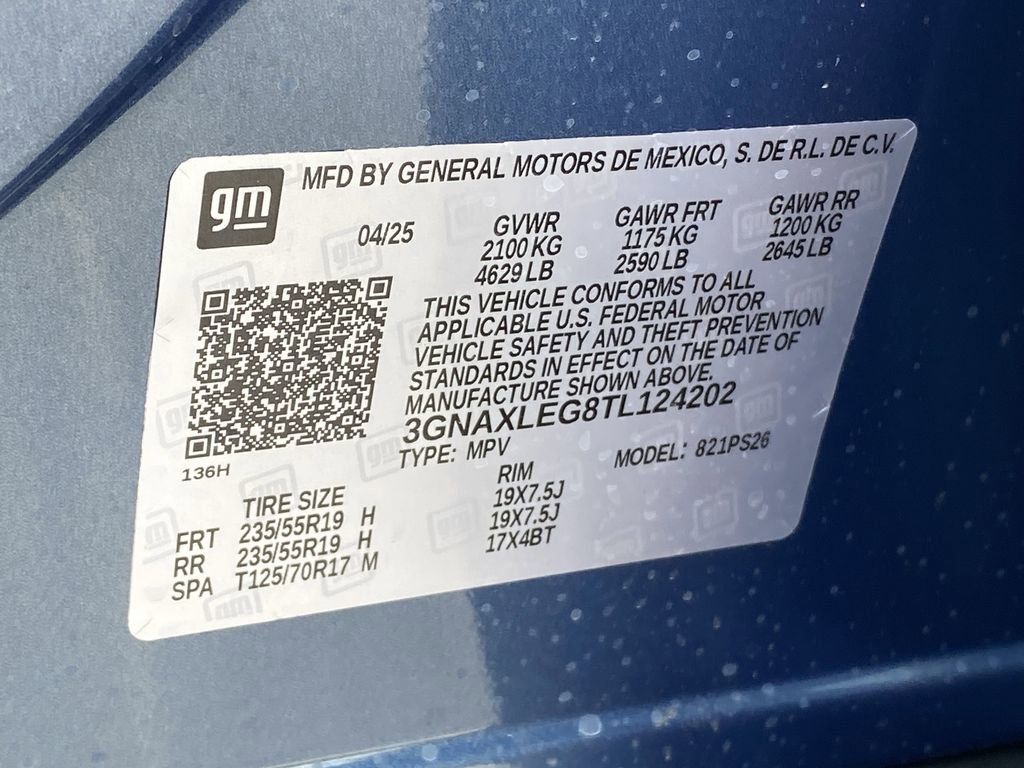 gm
MFD BY GENERAL MOTORS DE MEXICO, S. DE R.L. DE C.V.
04/25
GVWR
2100 KG
4629 LB
GAWR FRT
1175 KG
2590 LB
GAWR RR
1200 KG
2645 LB
THIS VEHICLE CONFORMS TO ALL
APPLICABLE U.S. FEDERAL MOTOR
VEHICLE SAFETY AND THEFT PREVENTION
STANDARDS IN EFFECT ON THE DATE OF
MANUFACTURE SHOWN ABOVE.
3GNAXLEG8TL124202
TYPE: MPV
MODEL: 821PS26
136H
TIRE SIZE RIM
FRT 235/55R19 H 19X7.5J
RR 235/55R19 H 19X7.5J
SPA T125/70R17 M 17X4BT